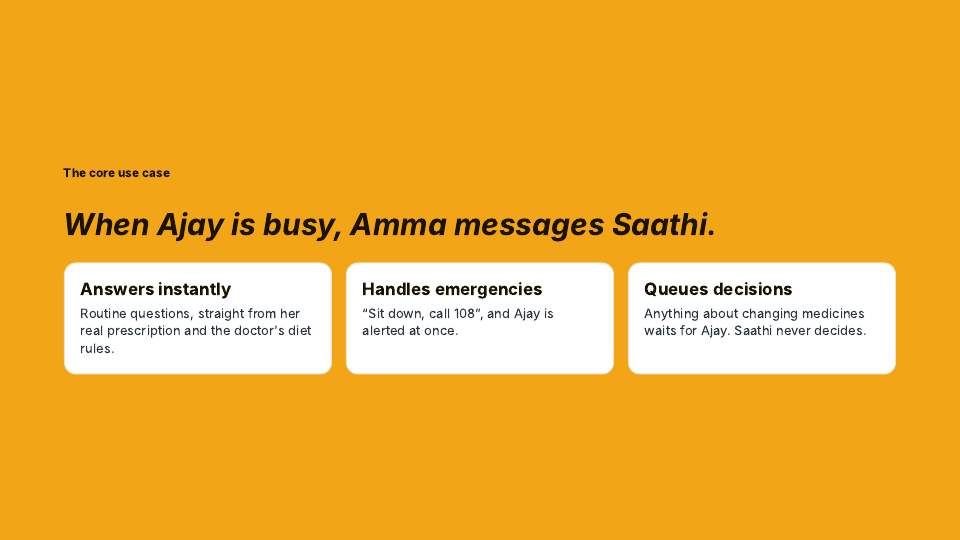 The core use case
When Ajay is busy, Amma messages Saathi.
Answers instantly
Routine questions, straight from her
real prescription and the doctor's diet
rules.
Handles emergencies
“Sit down, call 108”, and Ajay is
alerted at once.
Queues decisions
Anything about changing medicines
waits for Ajay. Saathi never decides.